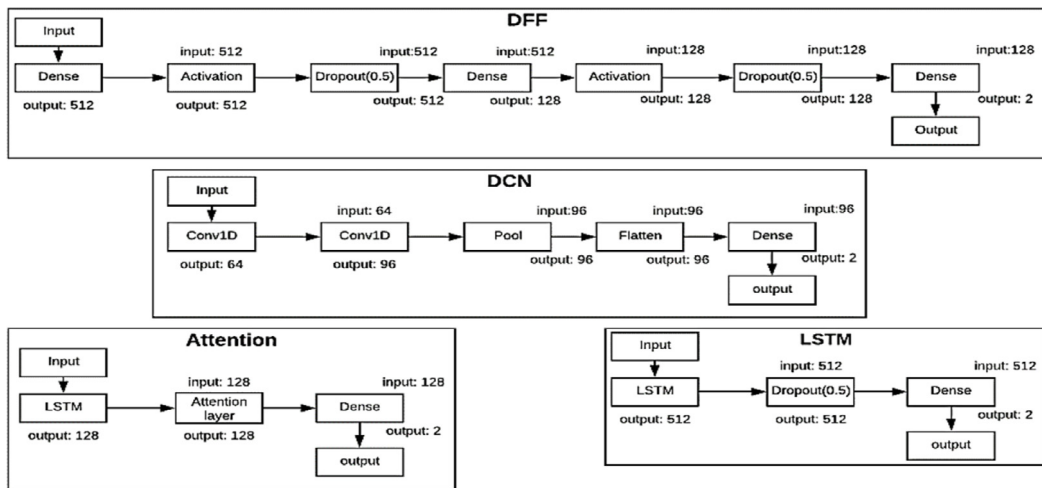 DFF
Input
input: 512 input:512 input:512 input:128 input:128 input:128
Dense Activation Dropout(0.5) Dense Activation Dropout(0.5) Dense
output: 512 output: 512 output: 512 output: 128 output: 128 output: 128 output: 2
Output
DCN
Input
input: 64 input:96 input:96 input:96
Conv1D Conv1D Pool Flatten Dense
output: 64 output: 96 output: 96 output: 96 output: 2
output
Attention
Input
input: 128 input: 128
LSTM Attention layer Dense
output: 128 output: 128 output: 2
output
LSTM
Input
input: 512 input: 512
LSTM Dropout(0.5) Dense
output: 512 output: 512 output: 2
output